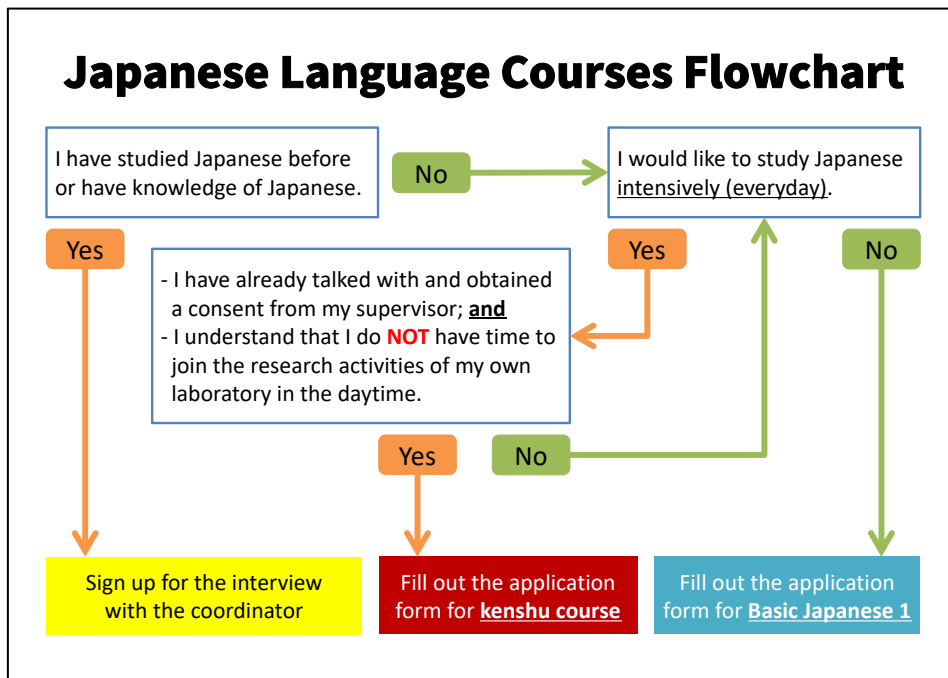 Japanese Language Courses Flowchart
I have studied Japanese before
or have knowledge of Japanese.
No
I would like to study Japanese
intensively (everyday).
Yes
- I have already talked with and obtained
a consent from my supervisor; and
- I understand that I do NOT have time to
join the research activities of my own
laboratory in the daytime.
Yes
No
Yes
No
Sign up for the interview
with the coordinator
Fill out the application
form for kenshu course
Fill out the application
form for Basic Japanese 1